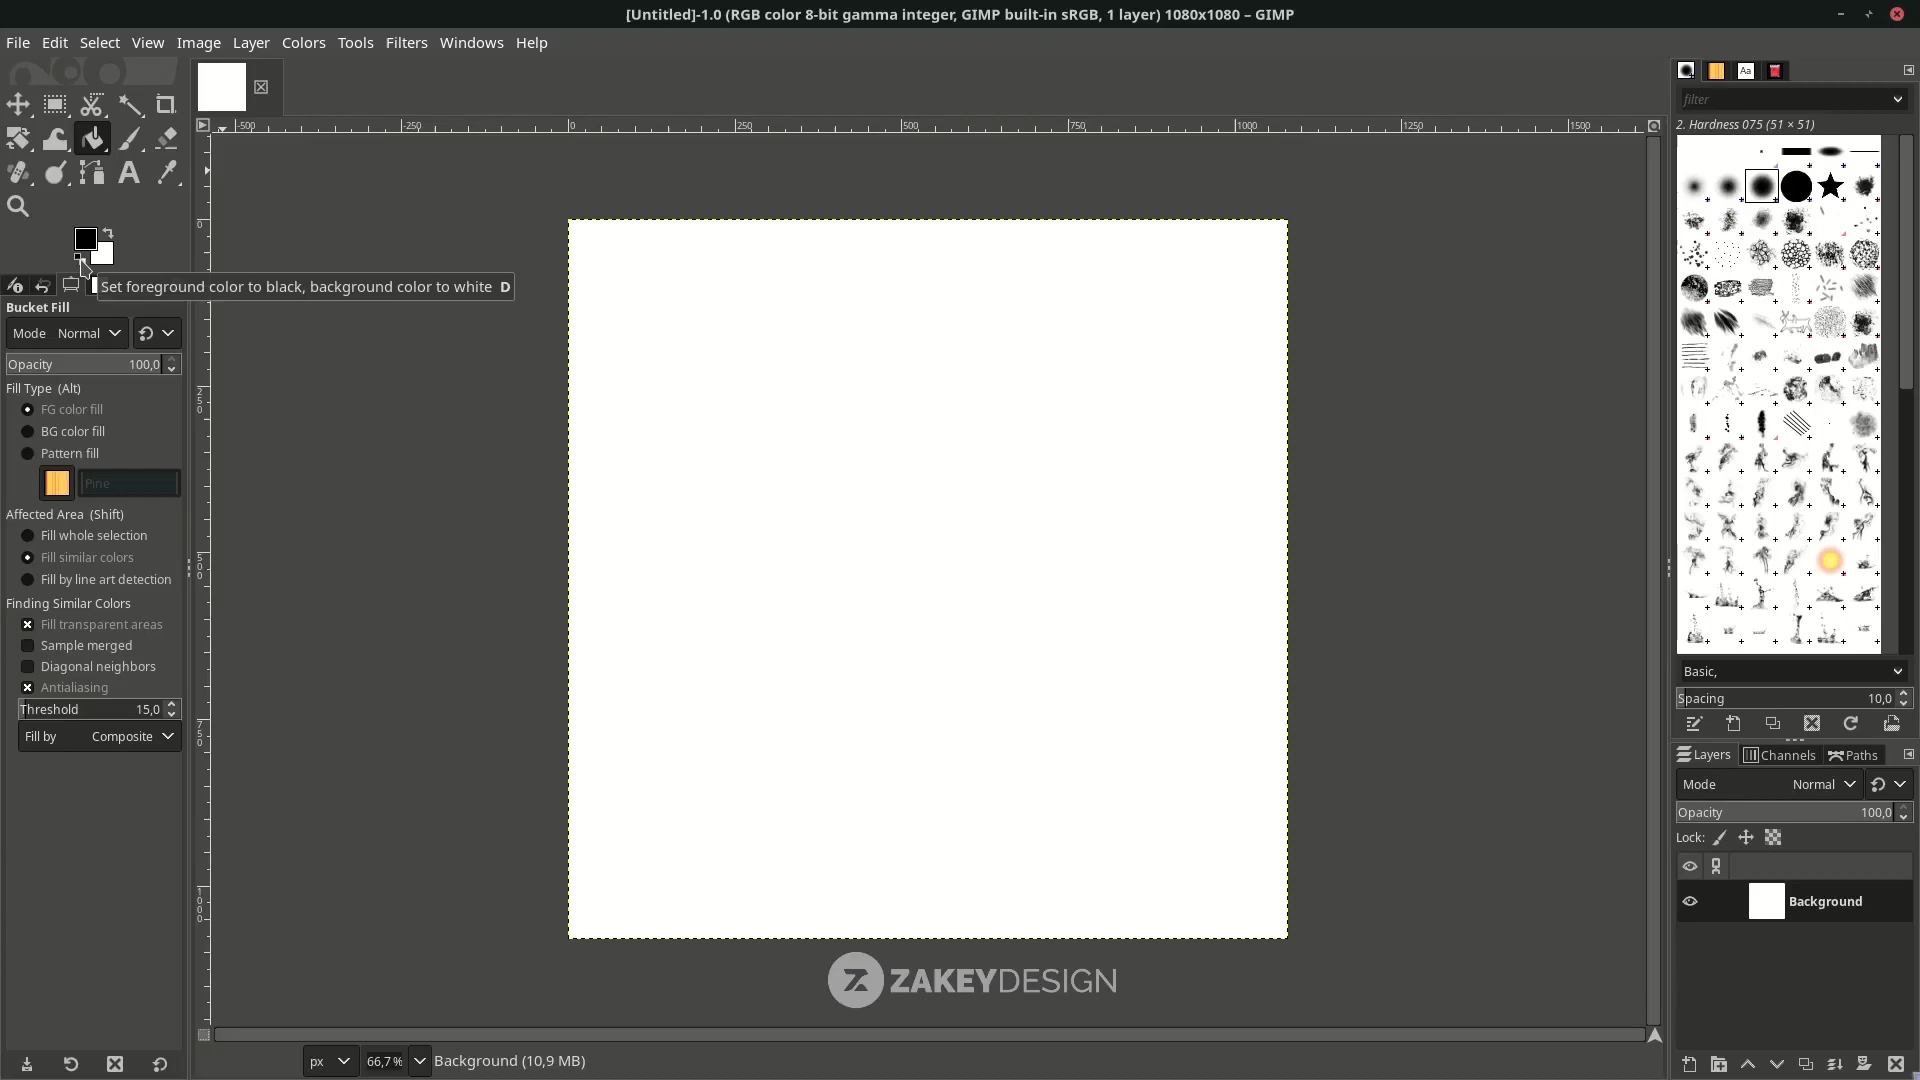 [Untitled]-1.0 (RGB color 8-bit gamma integer, GIMP built-in sRGB, 1 layer) 1080x1080 – GIMP
File Edit Select View Image Layer Colors Tools Filters Windows Help
-500 -250 0 250 500 750 1000 1250 1500
Aa
filter
2. Hardness 075 (51 × 51)
0
250
500
750
1000
Set foreground color to black, background color to white D
Bucket Fill
Mode Normal
Opacity 100,0
Fill Type (Alt)
FG color fill
BG color fill
Pattern fill
Pine
Affected Area (Shift)
Fill whole selection
Fill similar colors
Fill by line art detection
Finding Similar Colors
Fill transparent areas
Sample merged
Diagonal neighbors
Antialiasing
Threshold 15,0
Fill by Composite
Basic,
Spacing 10,0
Layers Channels Paths
Mode Normal
Opacity 100,0
Lock:
Background
ZAKEYDESIGN
px 66,7 % Background (10,9 MB)